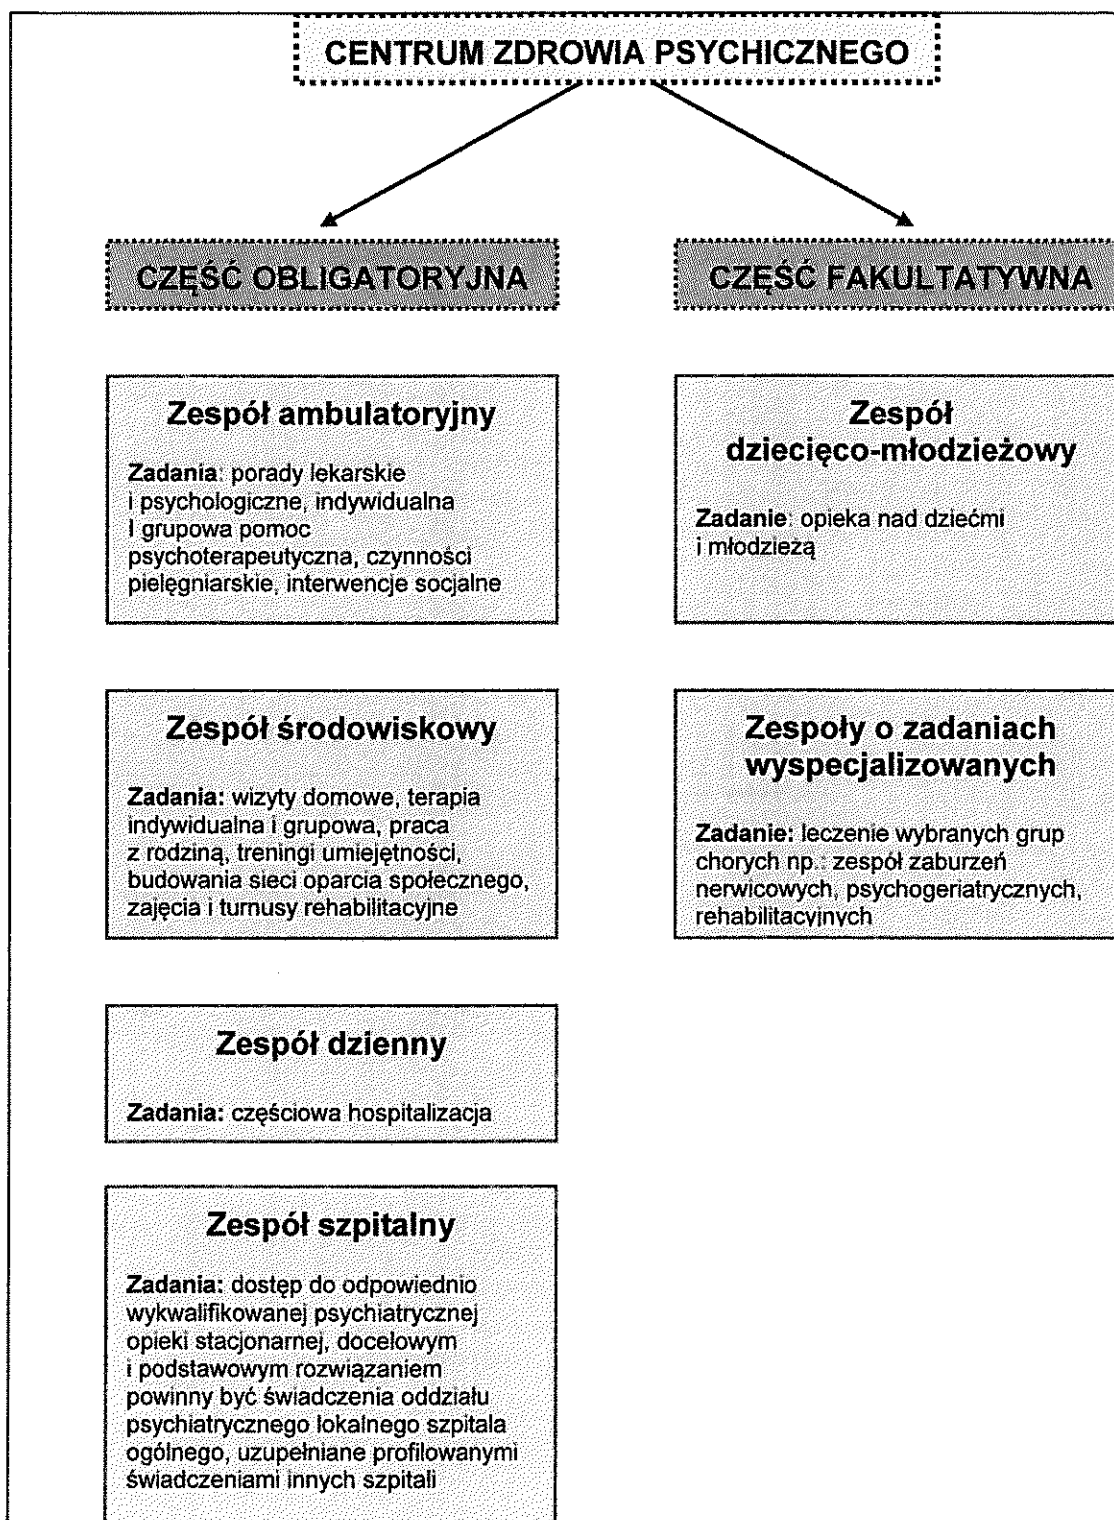 CENTRUM ZDROWIA PSYCHICZNEGO
CZĘŚĆ OBLIGATORYJNA
CZĘŚĆ FAKULTATYWNA
Zespół ambulatoryjny
Zadania: porady lekarskie
i psychologiczne, indywidualna
I grupowa pomoc
psychoterapeutyczna, czynności
pielęgniarskie, interwencje socjalne
Zespół
dziecięco-młodzieżowy
Zadanie: opieka nad dziećmi
i młodzieżą
Zespół środowiskowy
Zadania: wizyty domowe, terapia
indywidualna i grupowa, praca
z rodziną, treningi umiejętności,
budowania sieci oparcia społecznego,
zajęcia i turnusy rehabilitacyjne
Zespoły o zadaniach
wyspecjalizowanych
Zadanie: leczenie wybranych grup
chorych np.: zespół zaburzeń
nerwicowych, psychogeriatrycznych,
rehabilitacyjnych
Zespół dzienny
Zadania: częściowa hospitalizacja
Zespół szpitalny
Zadania: dostęp do odpowiednio
wykwalifikowanej psychiatrycznej
opieki stacjonarnej, docelowym
i podstawowym rozwiązaniem
powinny być świadczenia oddziału
psychiatrycznego lokalnego szpitala
ogólnego, uzupełniane profilowanymi
świadczeniami innych szpitali